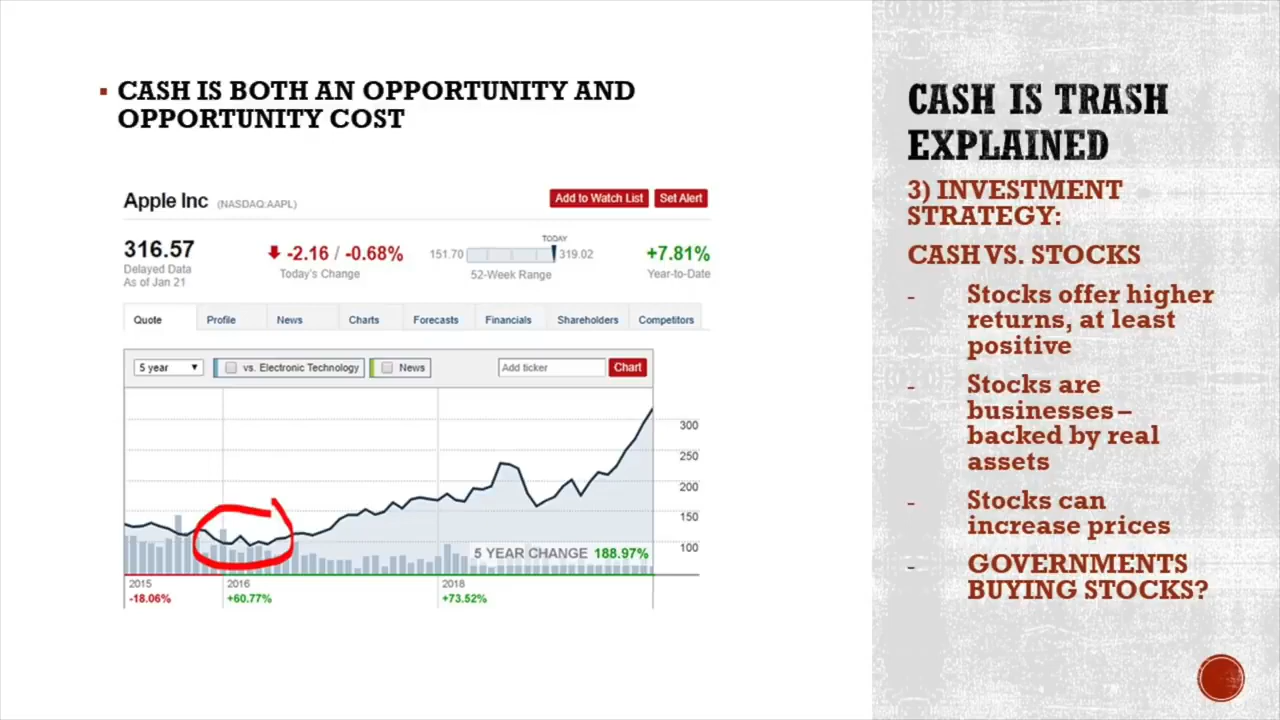 ▪ CASH IS BOTH AN OPPORTUNITY AND
OPPORTUNITY COST
Apple Inc (NASDAQ:AAPL)
Add to Watch List Set Alert
316.57
Delayed Data
As of Jan 21
-2.16 / -0.68%
Today's Change
TODAY
151.70 319.02
52-Week Range
+7.81%
Year-to-Date
Quote Profile News Charts Forecasts Financials Shareholders Competitors
5 year vs. Electronic Technology News Add ticker Chart
300
250
200
150
100
5 YEAR CHANGE 188.97%
2015 2016 2018
-18.06% +60.77% +73.52%
CASH IS TRASH
EXPLAINED
3) INVESTMENT
STRATEGY:
CASH VS. STOCKS
- Stocks offer higher
returns, at least
positive
- Stocks are
businesses –
backed by real
assets
- Stocks can
increase prices
- GOVERNMENTS
BUYING STOCKS?